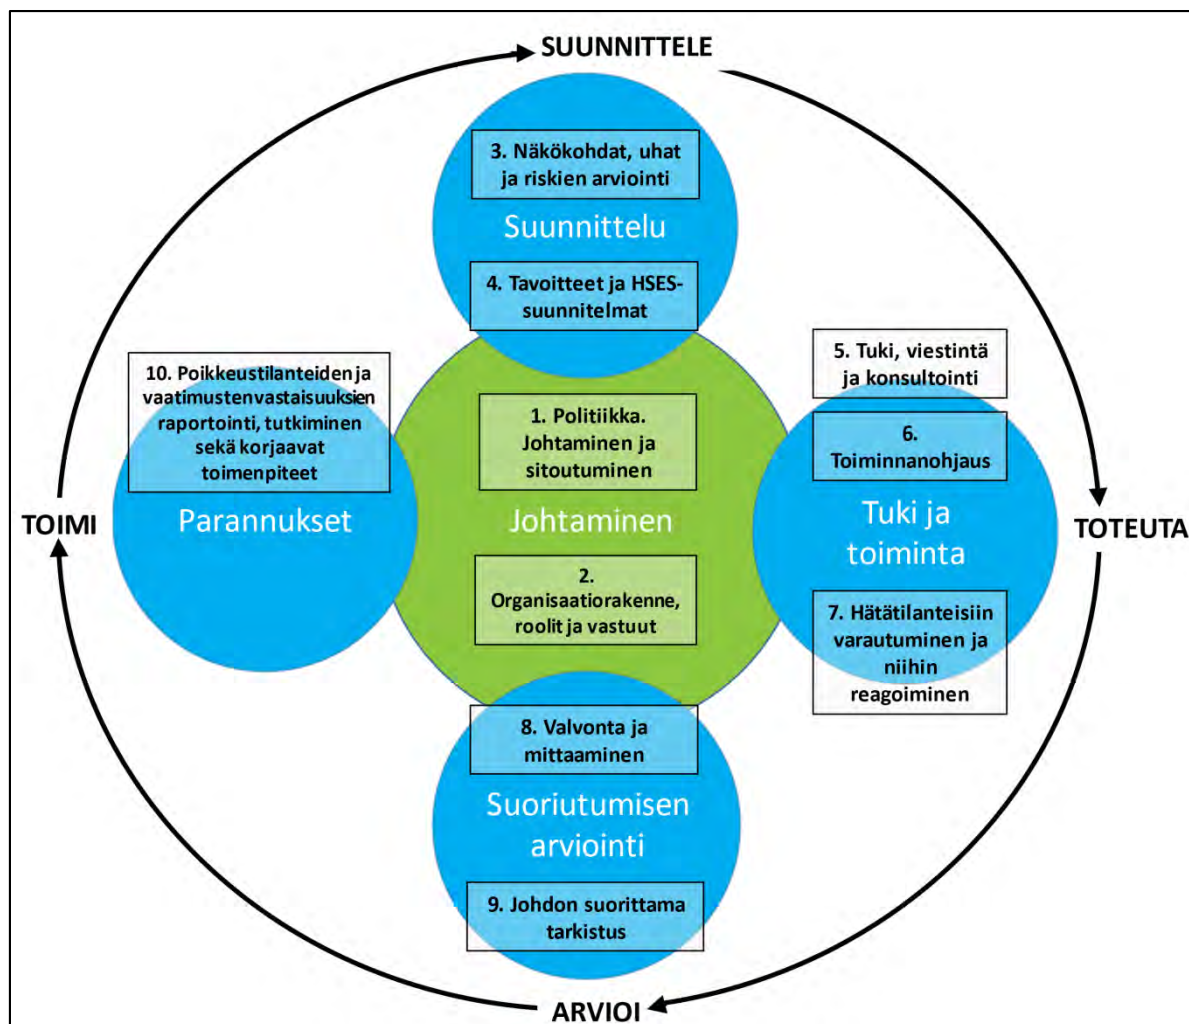 SUUNNITTELE
3. Näkökohdat, uhat
ja riskien arviointi
Suunnittelu
4. Tavoitteet ja HSES-
suunnitelmat
5. Tuki, viestintä
ja konsultointi
6.
Toiminnanohjaus
Tuki ja
toiminta
7. Hätätilanteisiin
varautuminen ja
niihin
reagoiminen
TOTEUTA
10. Poikkeustilanteiden ja
vaatimustenvastaisuuksien
raportointi, tutkiminen
sekä korjaavat
toimenpiteet
Parannukset
TOIMI
1. Politiikka.
Johtaminen ja
sitoutuminen
Johtaminen
2.
Organisaatiorakenne,
roolit ja vastuut
8. Valvonta ja
mittaaminen
Suoriutumisen
arviointi
9. Johdon suorittama
tarkistus
ARVIOI